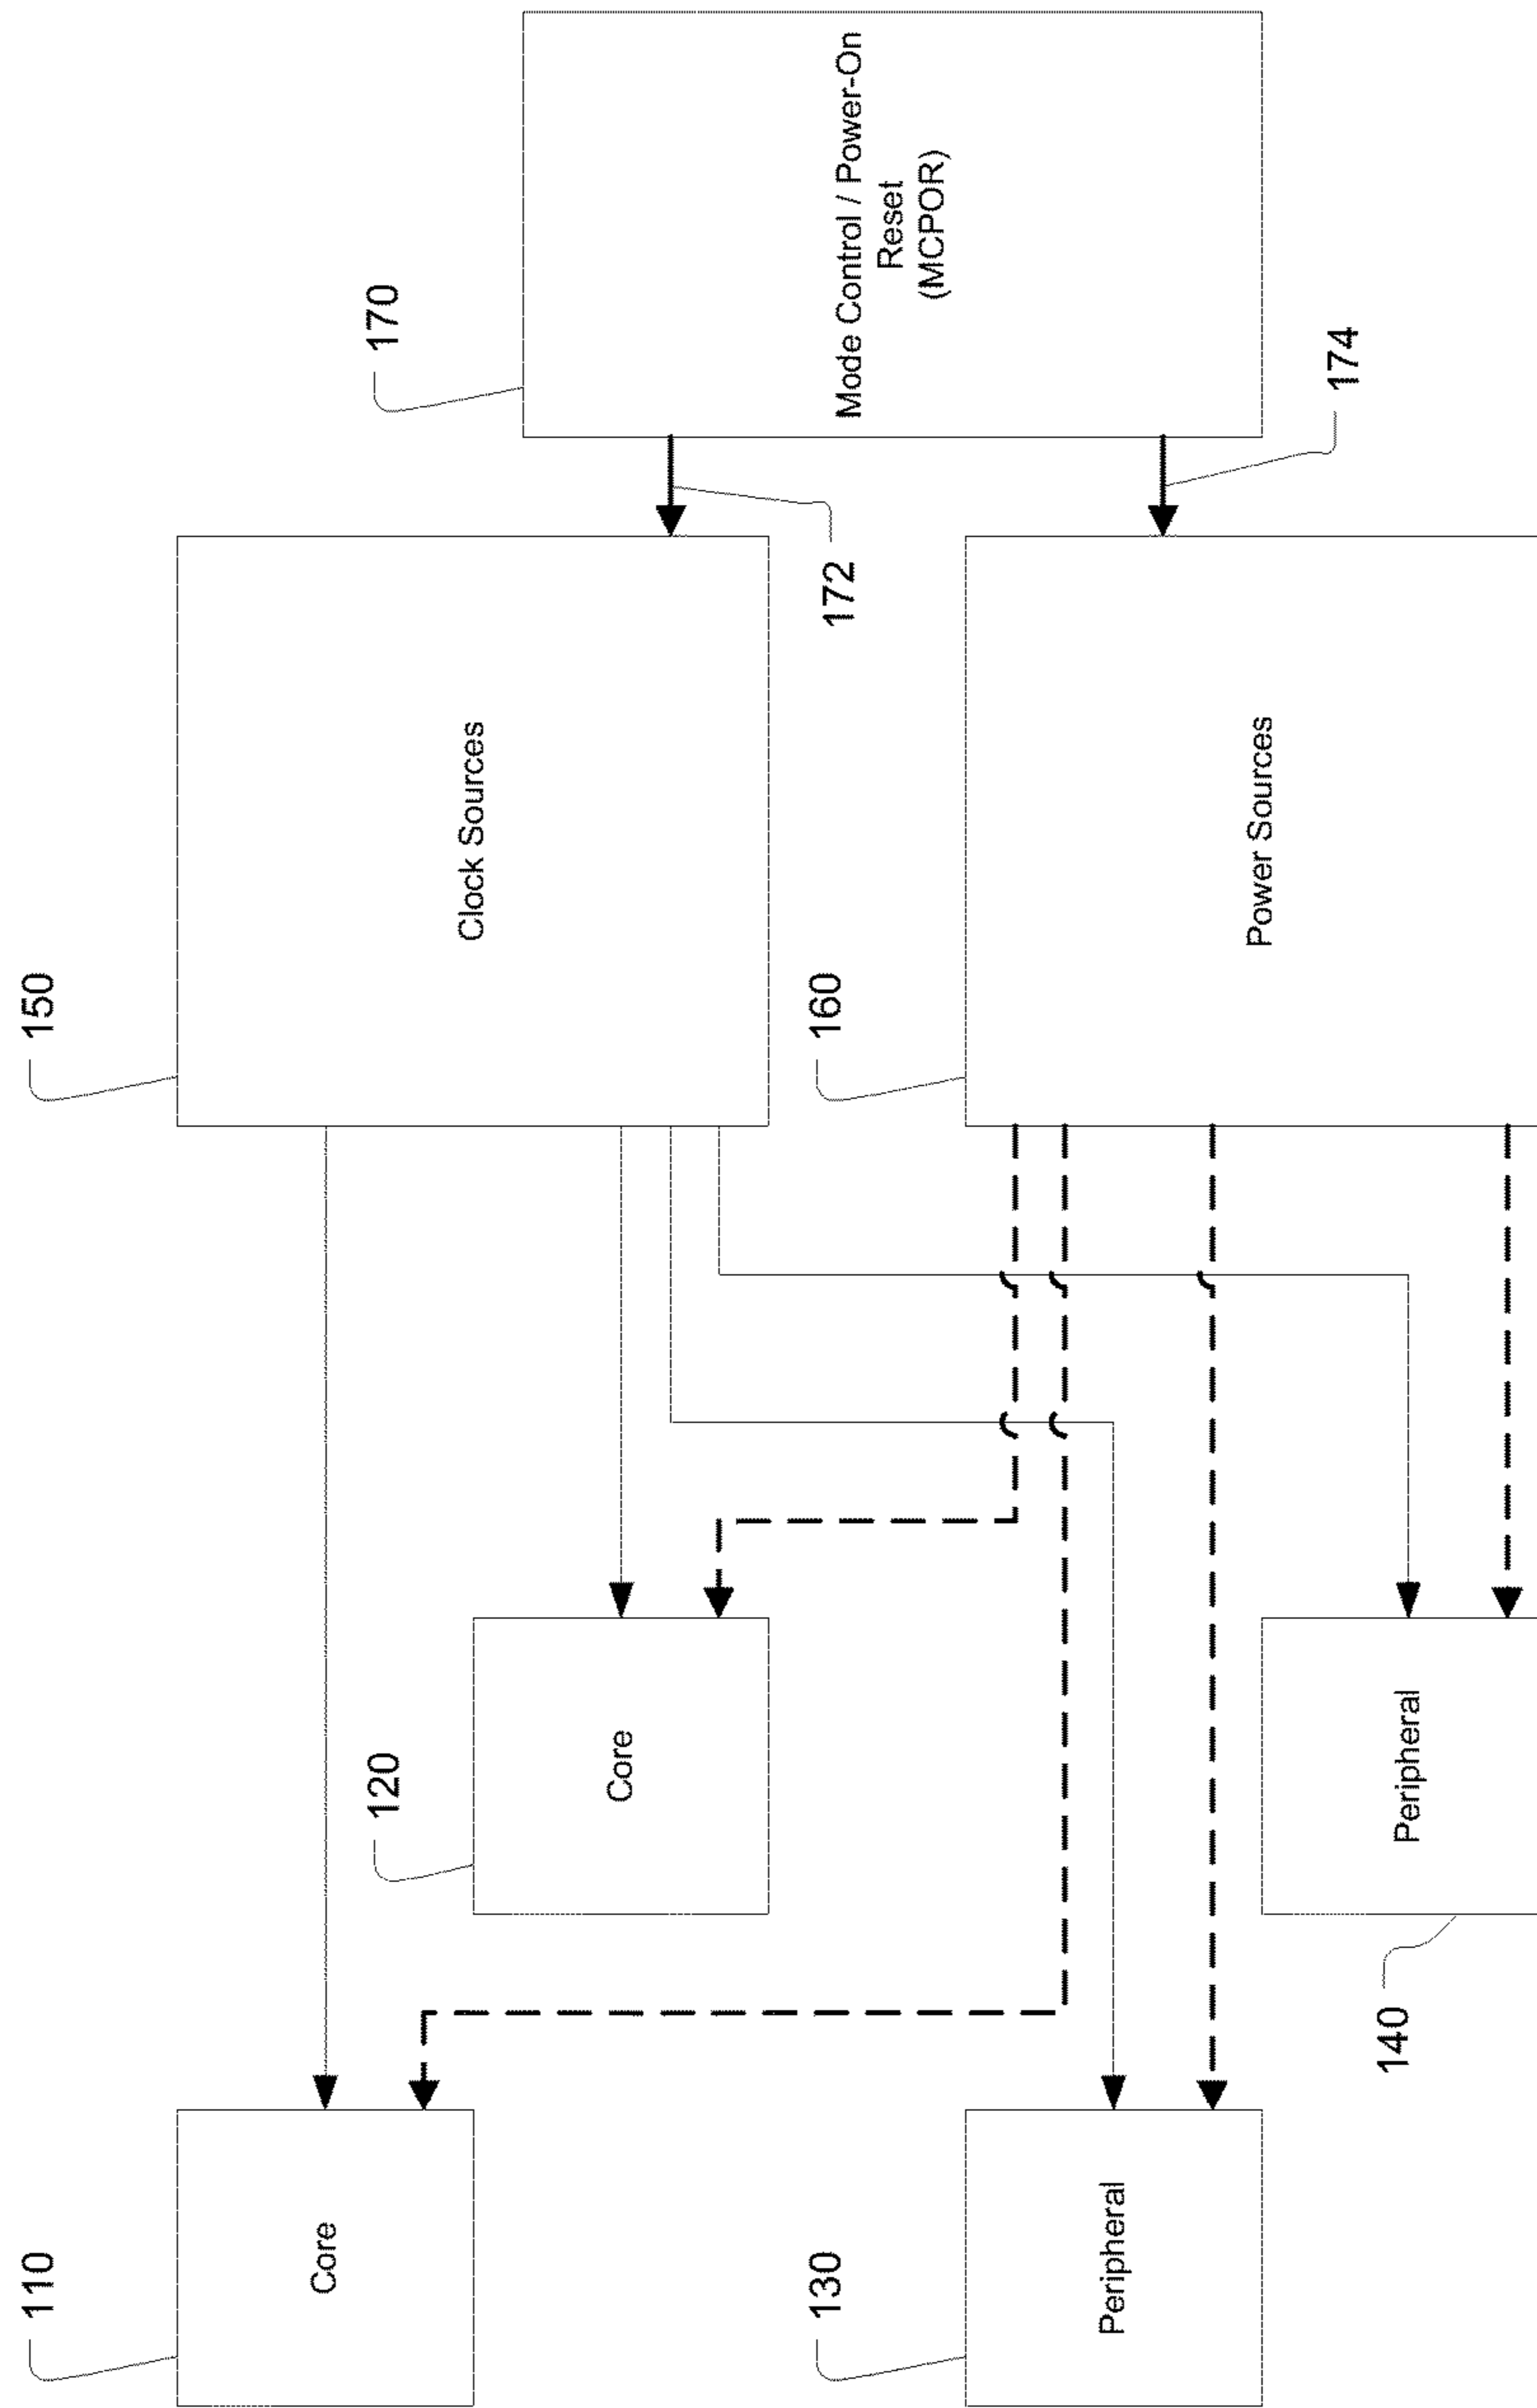 110
Core
120
Core
150
Clock Sources
170
Mode Control / Power-On
Reset
(MCPOR)
172
130
Peripheral
140
Peripheral
160
Power Sources
174